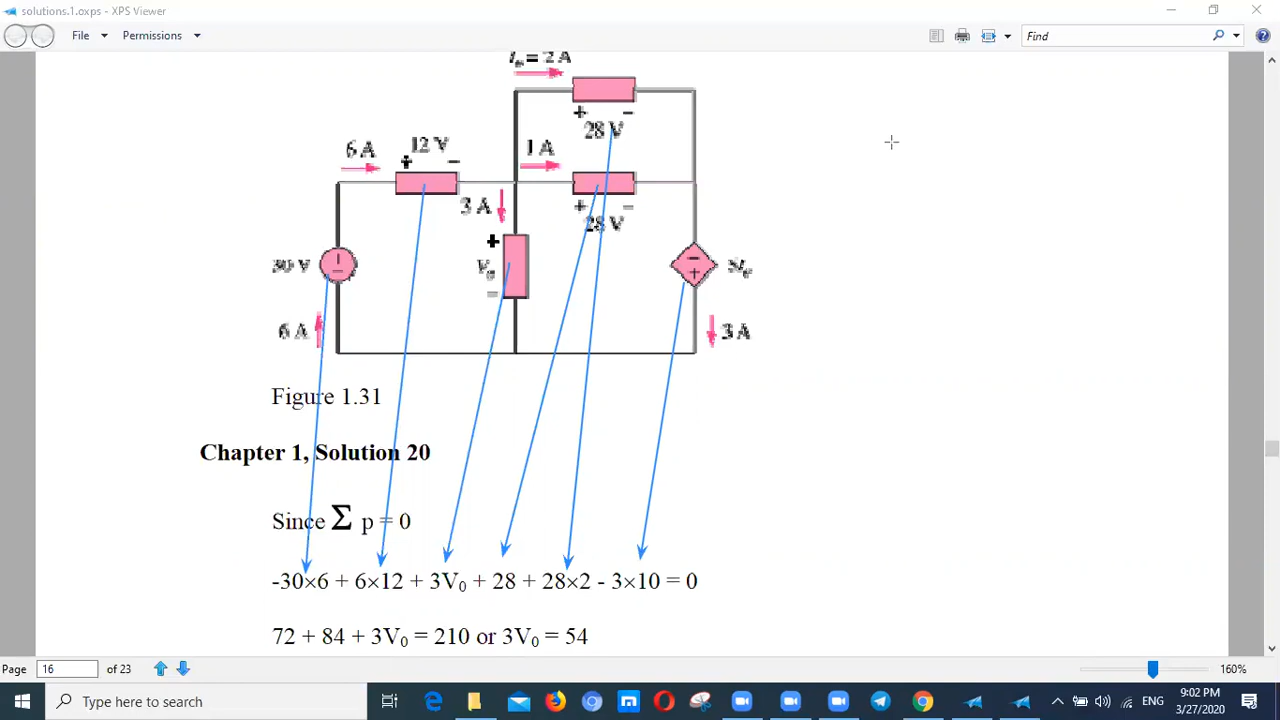 solutions.1.oxps - XPS Viewer
File Permissions Find
= 2 A
+ -
28 V
6 A 12 V 1 A
+ -
3 A + -
28 V
+
30 V V₀ - +
-
6 A 3 A
Figure 1.31
Chapter 1, Solution 20
Since Σ p = 0
-30×6 + 6×12 + 3V₀ + 28 + 28×2 - 3×10 = 0
72 + 84 + 3V₀ = 210 or 3V₀ = 54
Page 16 of 23 160%
Type here to search ENG 9:02 PM
3/27/2020